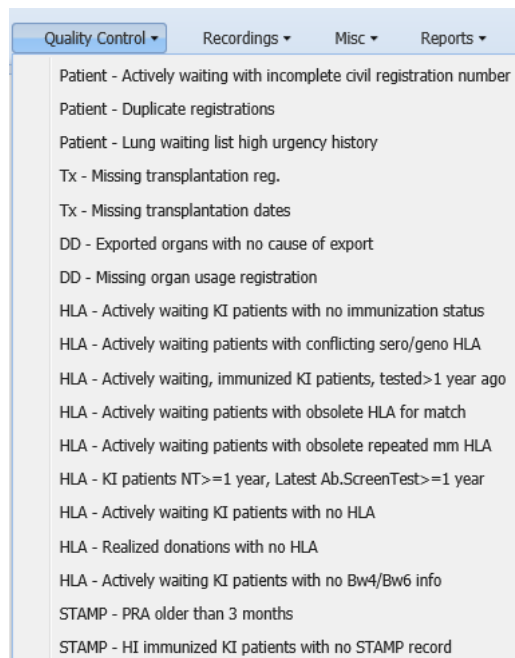 Quality Control Recordings Misc Reports
Patient - Actively waiting with incomplete civil registration number
Patient - Duplicate registrations
Patient - Lung waiting list high urgency history
Tx - Missing transplantation reg.
Tx - Missing transplantation dates
DD - Exported organs with no cause of export
DD - Missing organ usage registration
HLA - Actively waiting KI patients with no immunization status
HLA - Actively waiting patients with conflicting sero/geno HLA
HLA - Actively waiting, immunized KI patients, tested>1 year ago
HLA - Actively waiting patients with obsolete HLA for match
HLA - Actively waiting patients with obsolete repeated mm HLA
HLA - KI patients NT>=1 year, Latest Ab.ScreenTest>=1 year
HLA - Actively waiting KI patients with no HLA
HLA - Realized donations with no HLA
HLA - Actively waiting KI patients with no Bw4/Bw6 info
STAMP - PRA older than 3 months
STAMP - HI immunized KI patients with no STAMP record